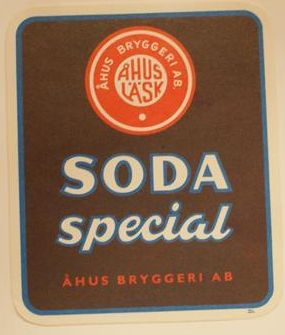 ÅHUS BRYGGERI AB.
ÅHUS
LÄSK
SODA
special
ÅHUS BRYGGERI AB